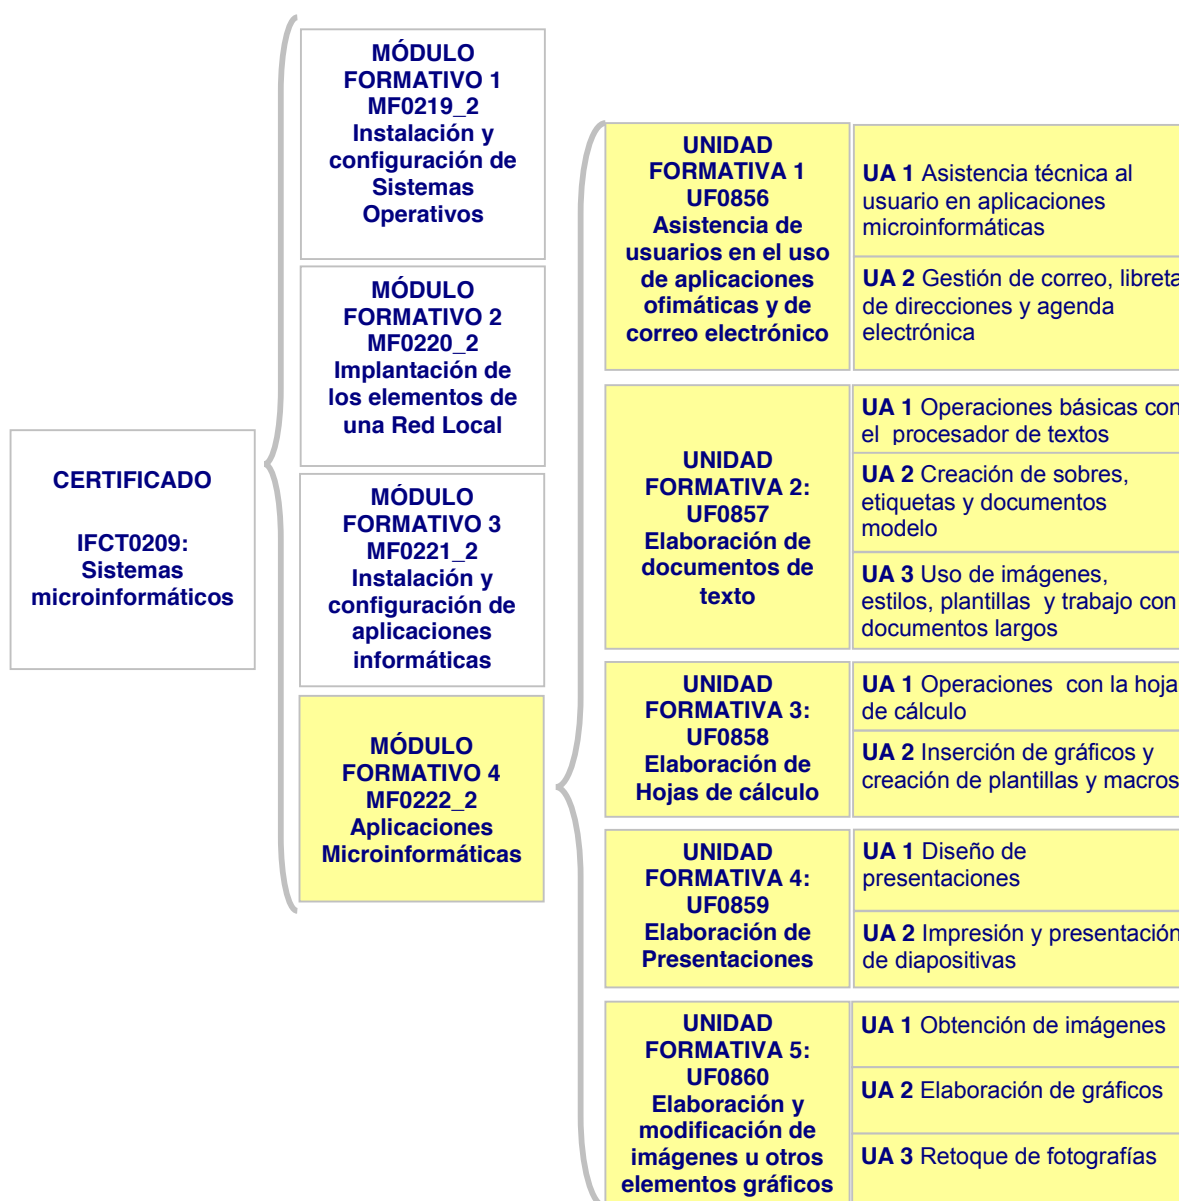 CERTIFICADO
IFCT0209:
Sistemas
microinformáticos
MÓDULO
FORMATIVO 1
MF0219_2
Instalación y
configuración de
Sistemas
Operativos
MÓDULO
FORMATIVO 2
MF0220_2
Implantación de
los elementos de
una Red Local
MÓDULO
FORMATIVO 3
MF0221_2
Instalación y
configuración de
aplicaciones
informáticas
MÓDULO
FORMATIVO 4
MF0222_2
Aplicaciones
Microinformáticas
UNIDAD
FORMATIVA 1
UF0856
Asistencia de
usuarios en el uso
de aplicaciones
ofimáticas y de
correo electrónico
UA 1 Asistencia técnica al
usuario en aplicaciones
microinformáticas
UA 2 Gestión de correo, libreta
de direcciones y agenda
electrónica
UNIDAD
FORMATIVA 2:
UF0857
Elaboración de
documentos de
texto
UA 1 Operaciones básicas con
el procesador de textos
UA 2 Creación de sobres,
etiquetas y documentos
modelo
UA 3 Uso de imágenes,
estilos, plantillas y trabajo con
documentos largos
UNIDAD
FORMATIVA 3:
UF0858
Elaboración de
Hojas de cálculo
UA 1 Operaciones con la hoja
de cálculo
UA 2 Inserción de gráficos y
creación de plantillas y macros
UNIDAD
FORMATIVA 4:
UF0859
Elaboración de
Presentaciones
UA 1 Diseño de
presentaciones
UA 2 Impresión y presentación
de diapositivas
UNIDAD
FORMATIVA 5:
UF0860
Elaboración y
modificación de
imágenes u otros
elementos gráficos
UA 1 Obtención de imágenes
UA 2 Elaboración de gráficos
UA 3 Retoque de fotografías